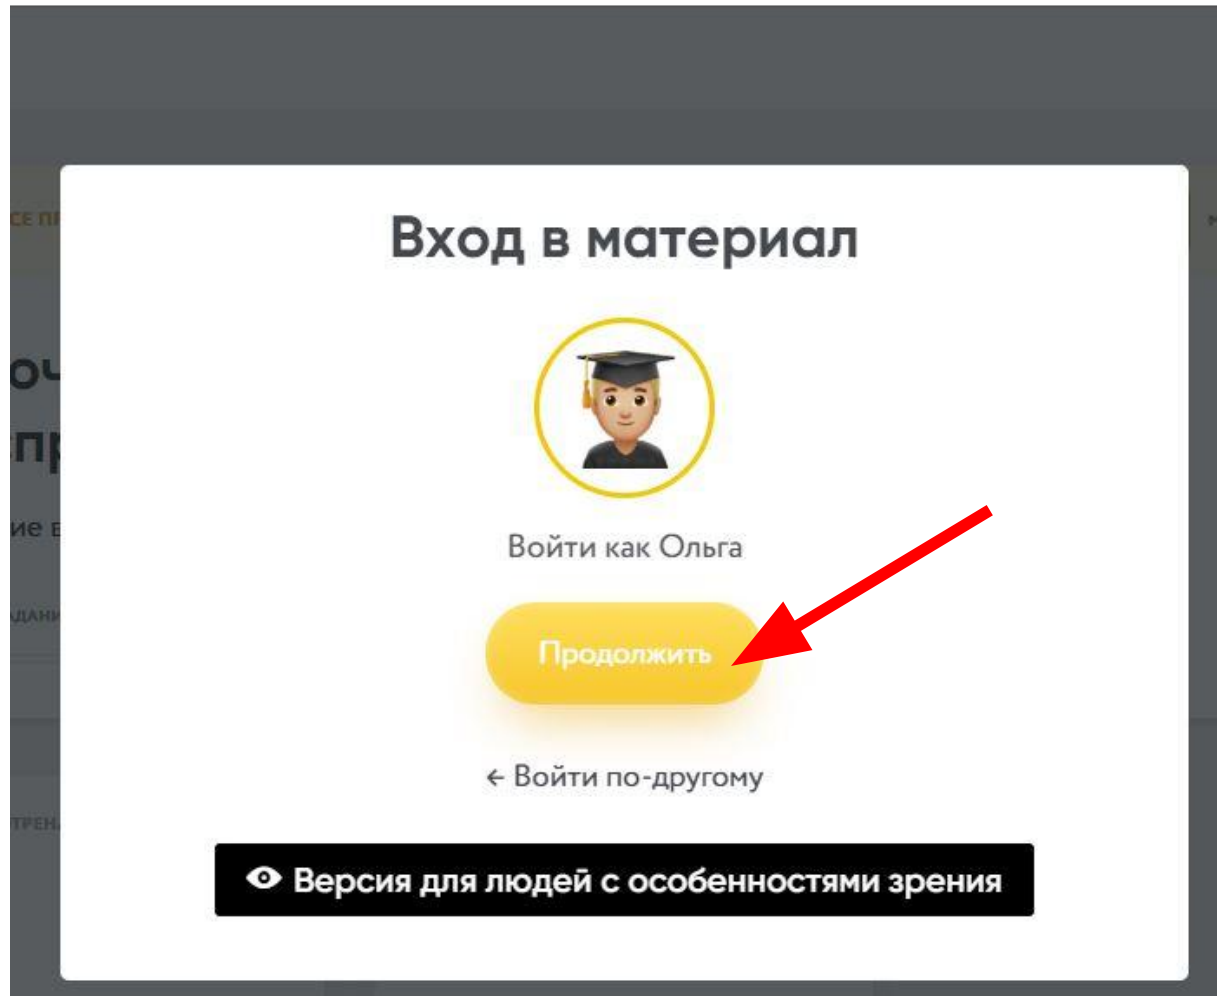 Вход в материал
Войти как Ольга
Продолжить
← Войти по-другому
Версия для людей с особенностями зрения